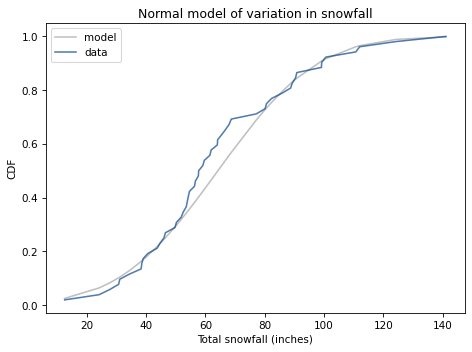 Normal model of variation in snowfall
model
data
1.0
0.8
0.6
0.4
0.2
0.0
CDF
20 40 60 80 100 120 140
Total snowfall (inches)